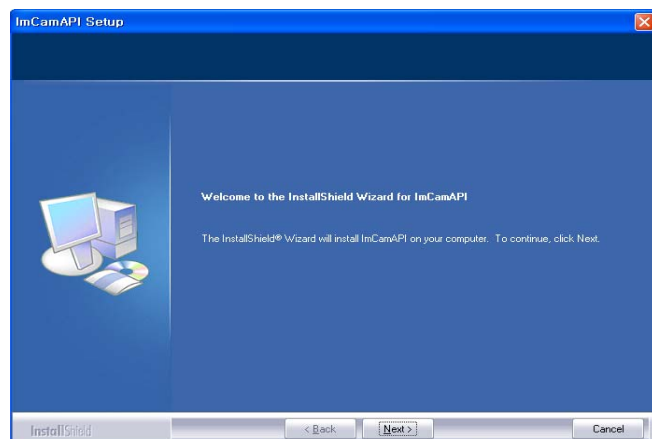 ImCamAPI Setup
Welcome to the InstallShield Wizard for ImCamAPI
The InstallShield® Wizard will install ImCamAPI on your computer. To continue, click Next.
InstallShield
< Back
Next >
Cancel